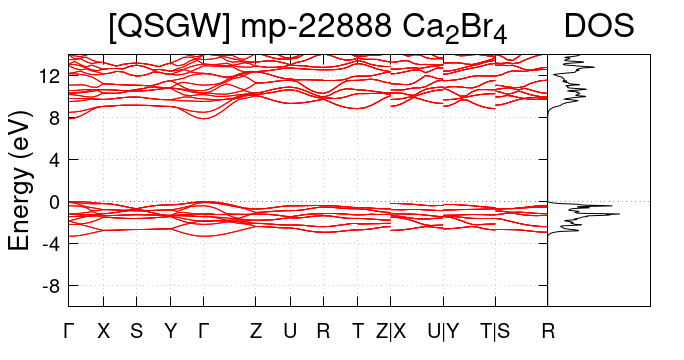 [QSGW] mp-22888 Ca₂Br₄ DOS
Energy (eV)
12
8
4
0
-4
-8
Γ X S Y Γ Z U R T Z|X U|Y T|S R